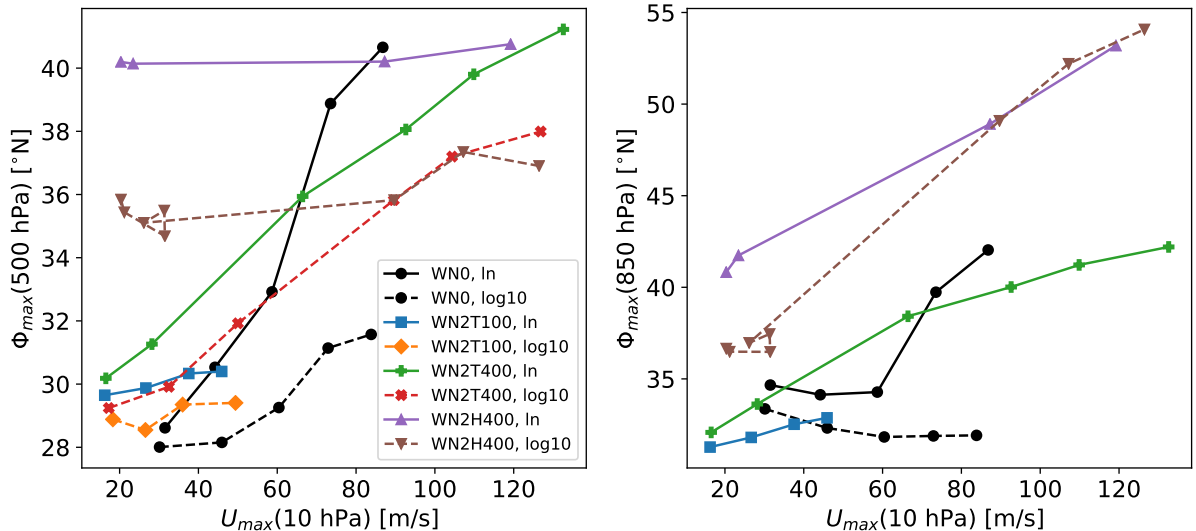 40
38
36
34
32
30
28
20
40
60
80
100
120
Φmax(500 hPa) [°N]
Umax(10 hPa) [m/s]
WN0, ln
WN0, log10
WN2T100, ln
WN2T100, log10
WN2T400, ln
WN2T400, log10
WN2H400, ln
WN2H400, log10
55
50
45
40
35
20
40
60
80
100
120
Φmax(850 hPa) [°N]
Umax(10 hPa) [m/s]